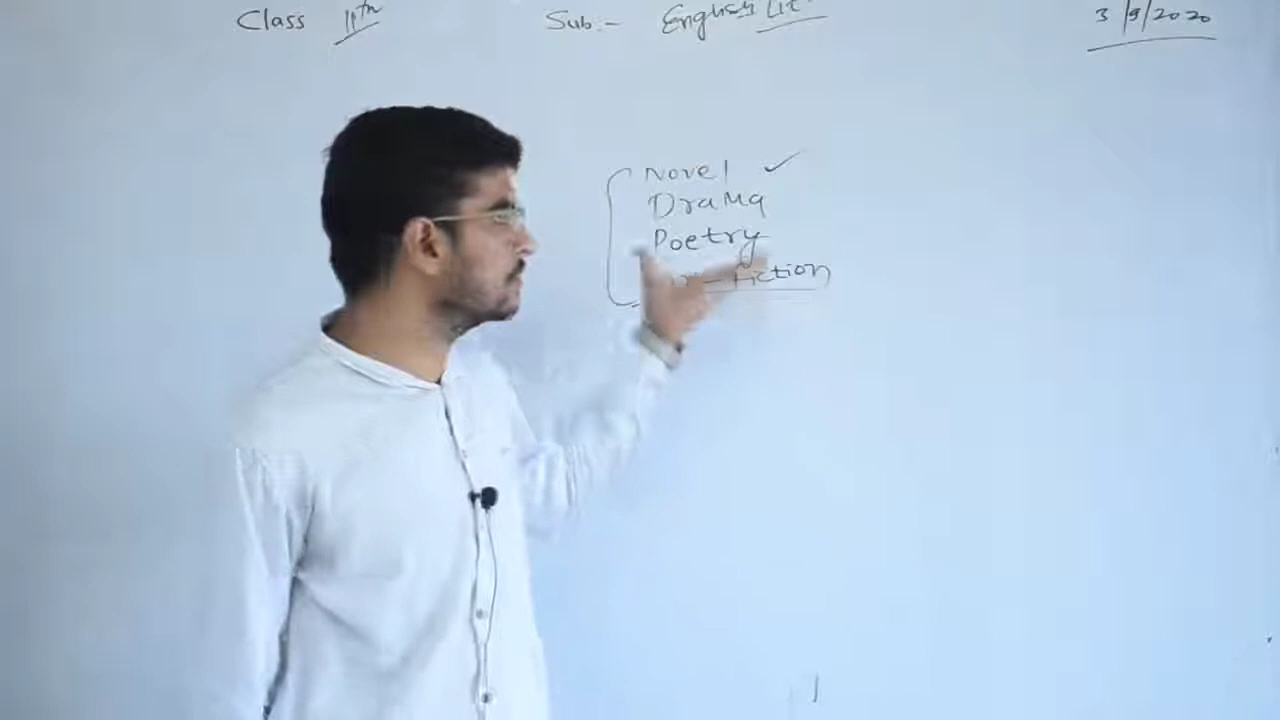 Class 11th Sub:- English Lit. 3/9/2020
Novel ✓
Drama
Poetry
fiction